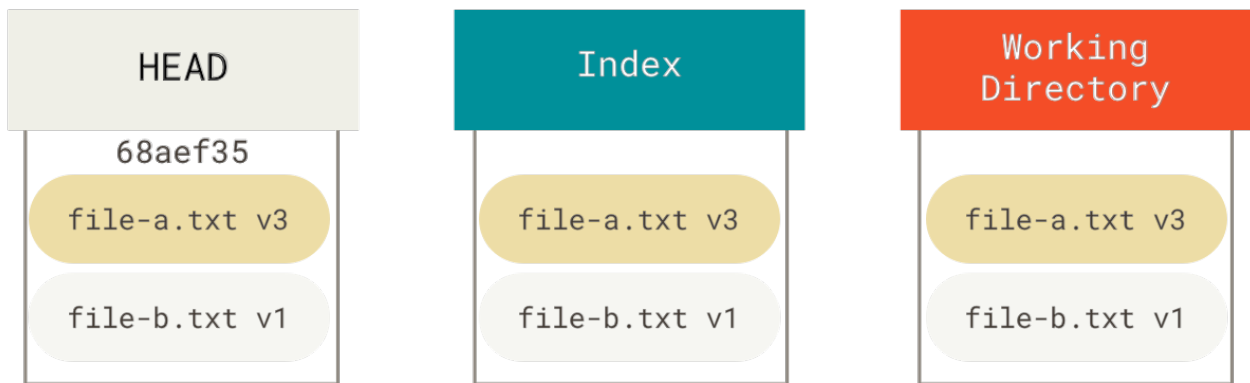 HEAD
68aef35
file-a.txt v3
file-b.txt v1
Index
file-a.txt v3
file-b.txt v1
Working
Directory
file-a.txt v3
file-b.txt v1